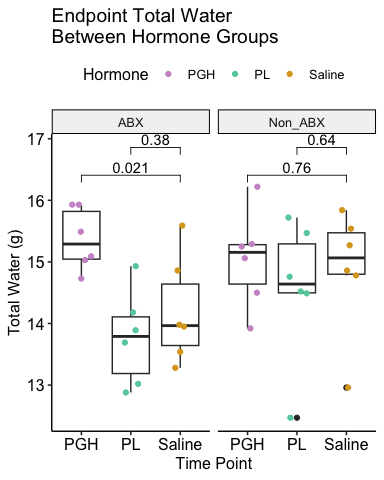 Endpoint Total Water
Between Hormone Groups
Hormone PGH PL Saline
ABX Non_ABX
17
0.38 0.64
0.021 0.76
16
15
14
13
Total Water (g)
PGH PL Saline PGH PL Saline
Time Point